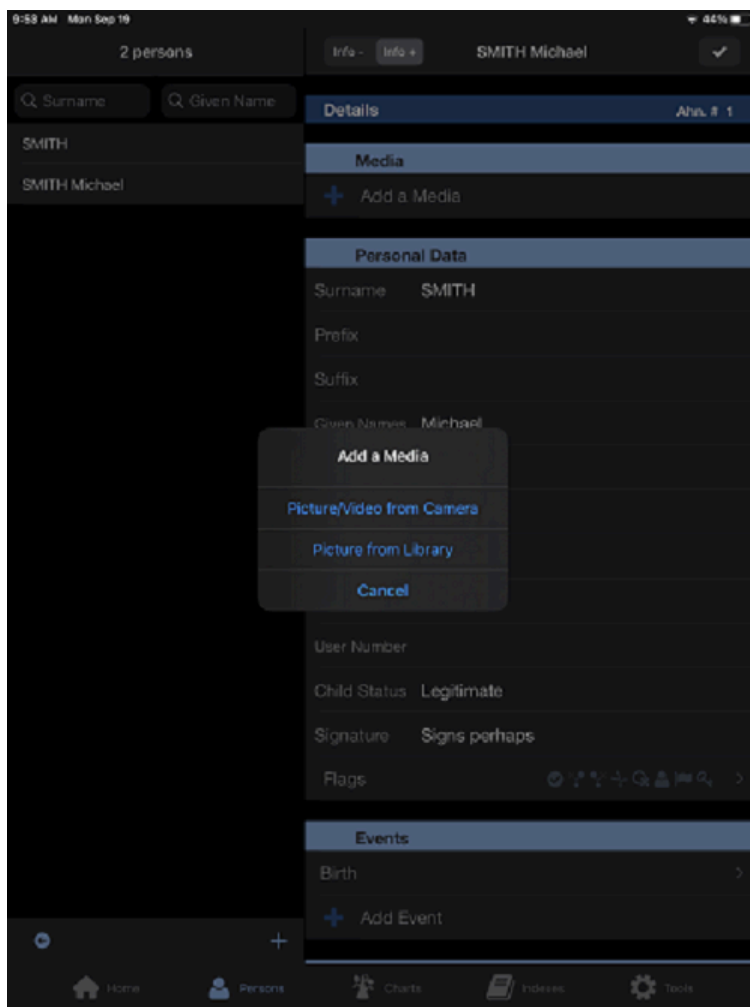 9:53 AM Mon Sep 19
44%
2 persons
Info - Info + SMITH Michael
Surname Given Name
SMITH
SMITH Michael
Details Ahn. # 1
Media
Add a Media
Personal Data
Surname SMITH
Prefix
Suffix
Given Names Michael
Add a Media
Picture/Video from Camera
Picture from Library
Cancel
User Number
Child Status Legitimate
Signature Signs perhaps
Flags
Events
Birth
Add Event
Home Persons Charts Indexes Tools